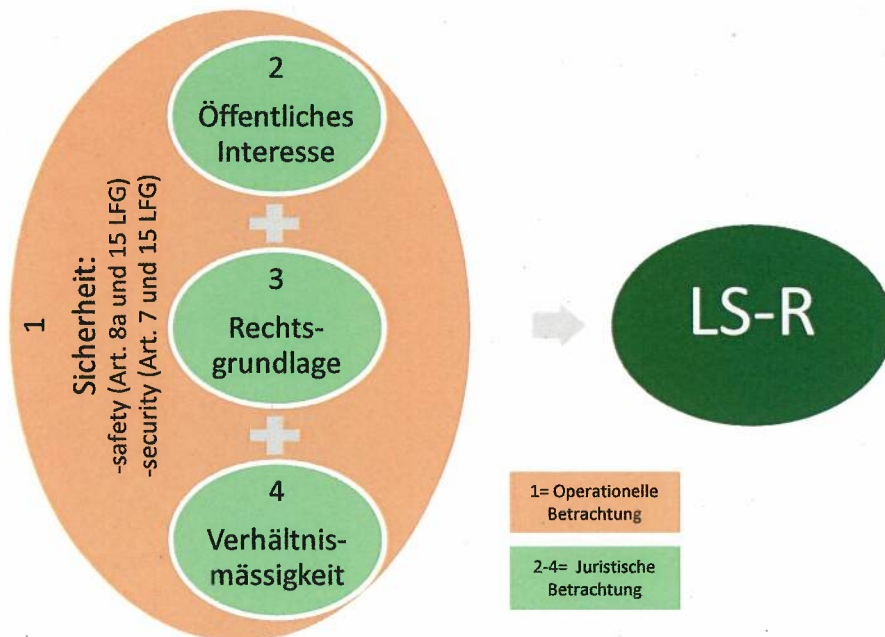 1
Sicherheit:
-safety (Art. 8a und 15 LFG)
-security (Art. 7 und 15 LFG)
2
Öffentliches
Interesse
3
Rechts-
grundlage
4
Verhältnis-
mässigkeit
LS-R
1= Operationelle
Betrachtung
2-4= Juristische
Betrachtung